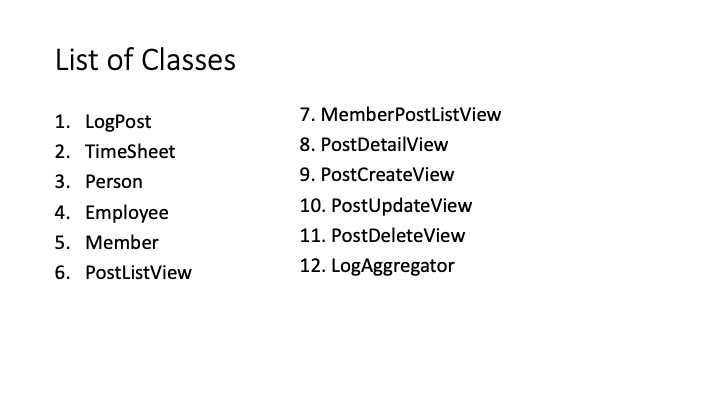 List of Classes
1. LogPost
2. TimeSheet
3. Person
4. Employee
5. Member
6. PostListView
7. MemberPostListView
8. PostDetailView
9. PostCreateView
10. PostUpdateView
11. PostDeleteView
12. LogAggregator